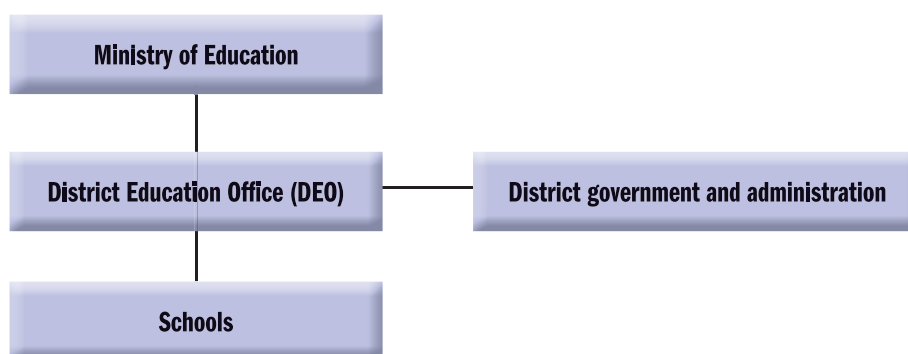 Ministry of Education
District Education Office (DEO)
District government and administration
Schools